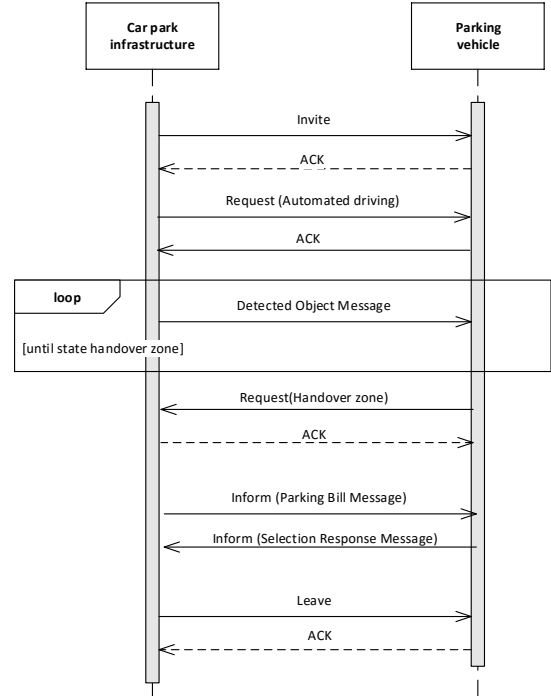 Car park
infrastructure
Parking
vehicle
Invite
ACK
Request (Automated driving)
ACK
loop
Detected Object Message
[until state handover zone]
Request(Handover zone)
ACK
Inform (Parking Bill Message)
Inform (Selection Response Message)
Leave
ACK